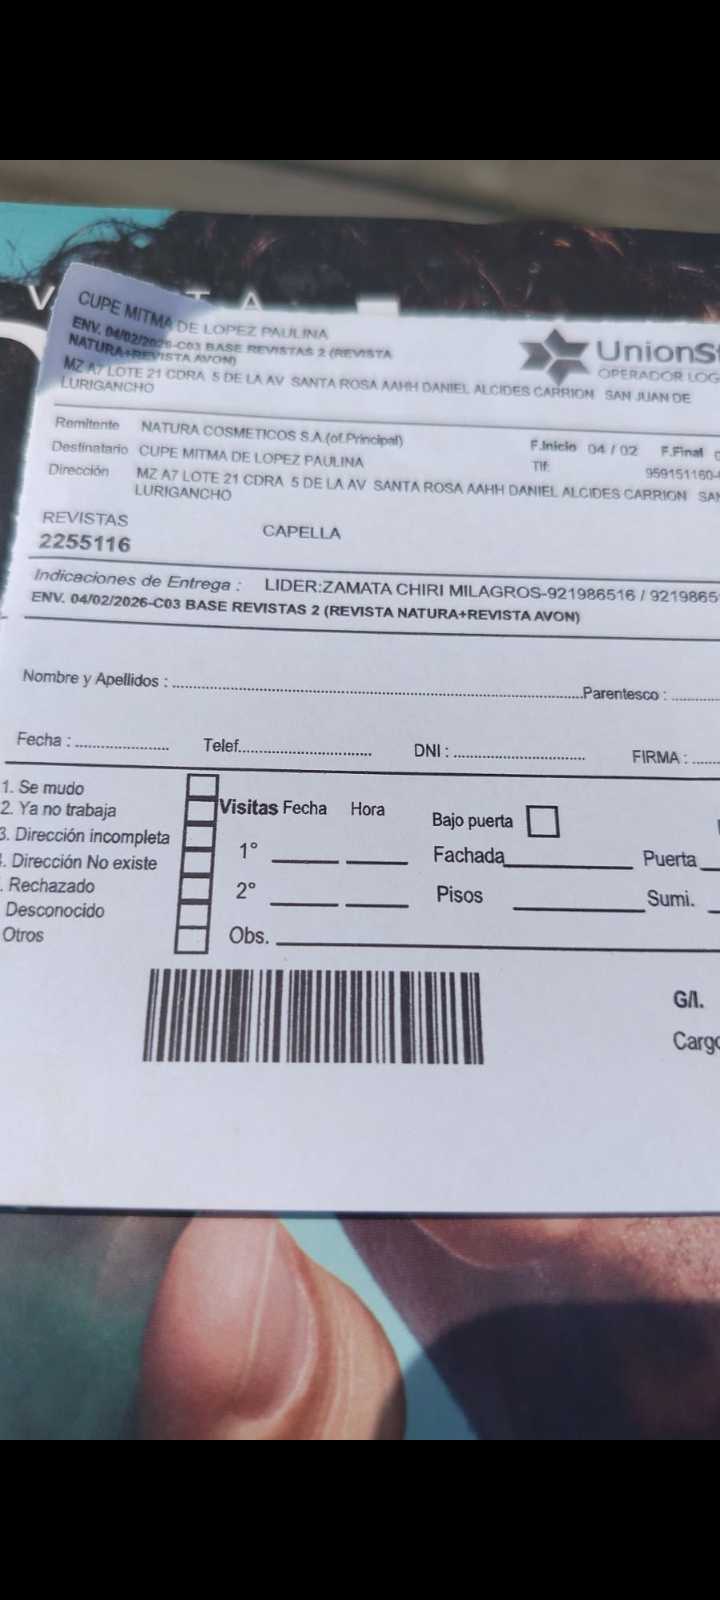 CUPE MITMA DE LOPEZ PAULINA
ENV. 04/02/2026-C03 BASE REVISTAS 2 (REVISTA
NATURA+REVISTA AVON)
MZ A7 LOTE 21 CDRA 5 DE LA AV SANTA ROSA AAHH DANIEL ALCIDES CARRION SAN JUAN DE
LURIGANCHO
UnionSt
OPERADOR LOG
Remitente NATURA COSMETICOS S.A.(of.Principal)
F.Inicio 04 / 02 F.Final
Destinatario CUPE MITMA DE LOPEZ PAULINA
Tlf: 959151160-
Dirección MZ A7 LOTE 21 CDRA 5 DE LA AV SANTA ROSA AAHH DANIEL ALCIDES CARRION SAN
LURIGANCHO
REVISTAS CAPELLA
2255116
Indicaciones de Entrega : LIDER:ZAMATA CHIRI MILAGROS-921986516 / 9219865
ENV. 04/02/2026-C03 BASE REVISTAS 2 (REVISTA NATURA+REVISTA AVON)
Nombre y Apellidos : Parentesco :
Fecha : Telef. DNI : FIRMA :
1. Se mudo
2. Ya no trabaja
3. Dirección incompleta
. Dirección No existe
. Rechazado
Desconocido
Otros
Visitas Fecha Hora Bajo puerta
1° Fachada Puerta
2° Pisos Sumi.
Obs.
G/I.
Cargo